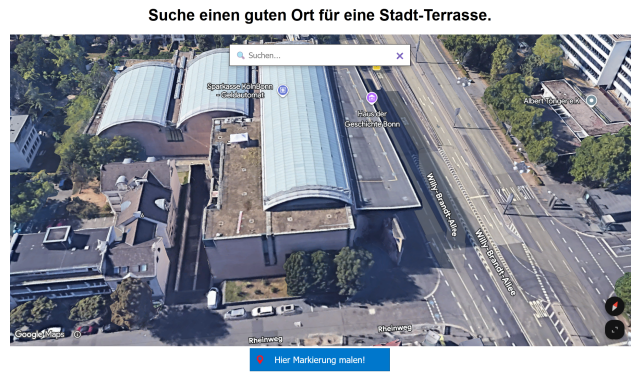 Suche einen guten Ort für eine Stadt-Terrasse.
Suchen...
Sparkasse KölnBonn
- Geldautomat
Haus der
Geschichte Bonn
Albert Tonger e.K.
Willy-Brandt-Allee
Willy-Brandt-Allee
Google Maps
Rheinweg
Rheinweg
Hier Markierung malen!